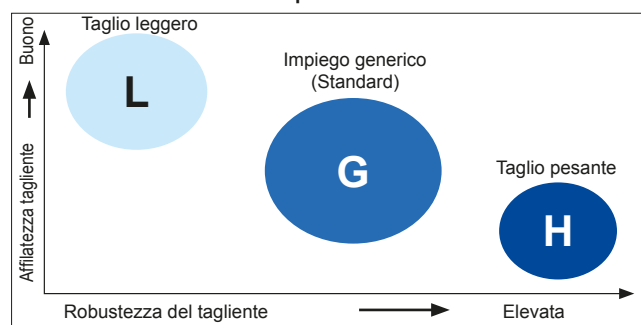 Taglio leggero
Buono
L
Impiego generico
(Standard)
G
Taglio pesante
H
Affilatezza tagliente
Robustezza del tagliente
Elevata